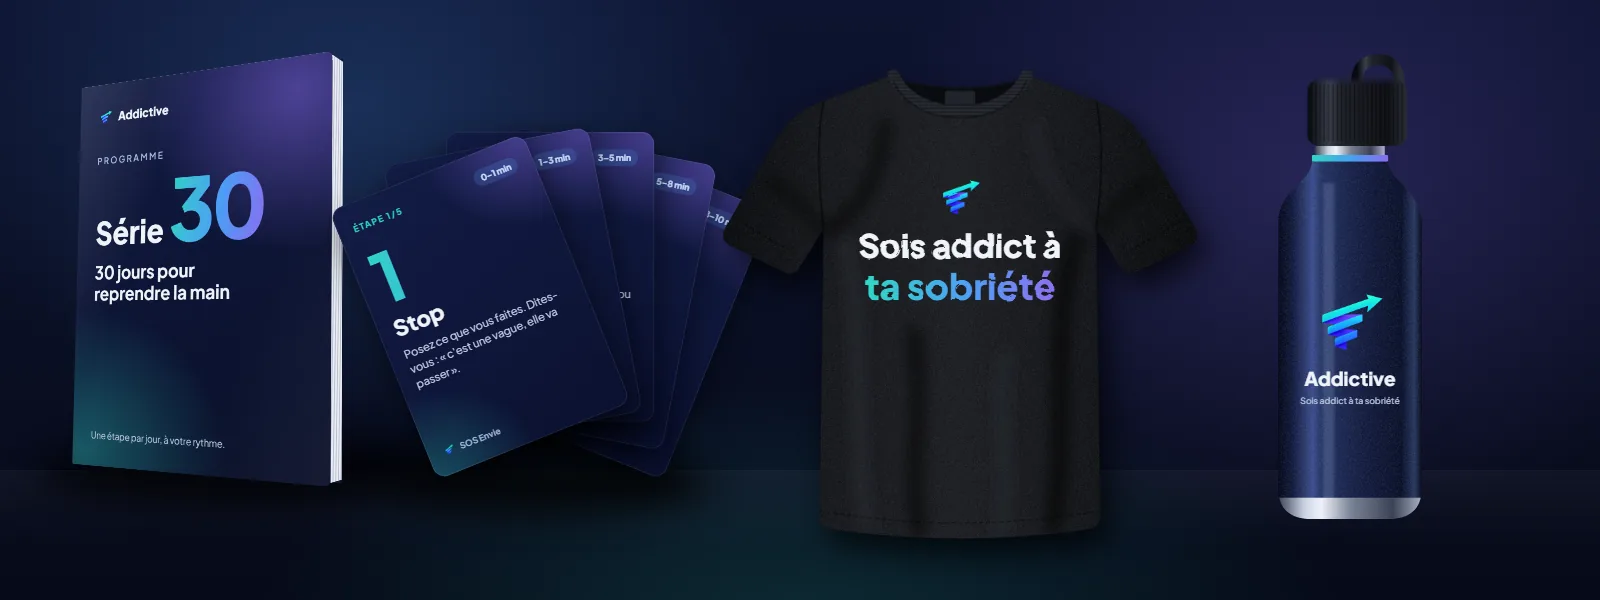 Addictive
PROGRAMME
Série 30
30 jours pour
reprendre la main
Une étape par jour, à votre rythme.
0–1 min
ÉTAPE 1/5
1
Stop
Posez ce que vous faites. Dites-
vous : « c'est une vague, elle va
passer ».
SOS Envie
1–3 min
3–5 min
5–8 min
ou
Sois addict à
ta sobriété
Addictive
Sois addict à ta sobriété